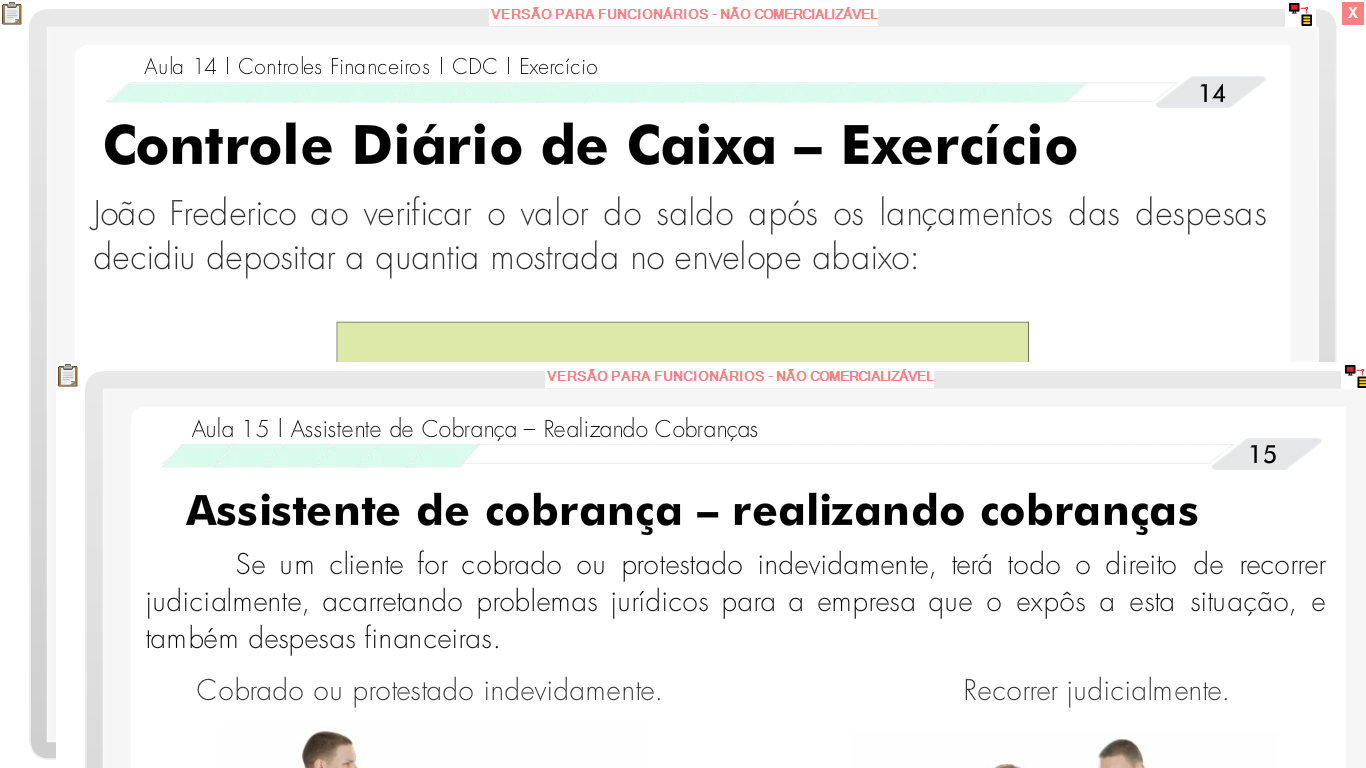 VERSÃO PARA FUNCIONÁRIOS - NÃO COMERCIALIZÁVEL
X
Aula 14 | Controles Financeiros | CDC | Exercício
14
Controle Diário de Caixa – Exercício
João Frederico ao verificar o valor do saldo após os lançamentos das despesas
decidiu depositar a quantia mostrada no envelope abaixo:
VERSÃO PARA FUNCIONÁRIOS - NÃO COMERCIALIZÁVEL
Aula 15 | Assistente de Cobrança – Realizando Cobranças
15
Assistente de cobrança – realizando cobranças
Se um cliente for cobrado ou protestado indevidamente, terá todo o direito de recorrer
judicialmente, acarretando problemas jurídicos para a empresa que o expôs a esta situação, e
também despesas financeiras.
Cobrado ou protestado indevidamente.
Recorrer judicialmente.